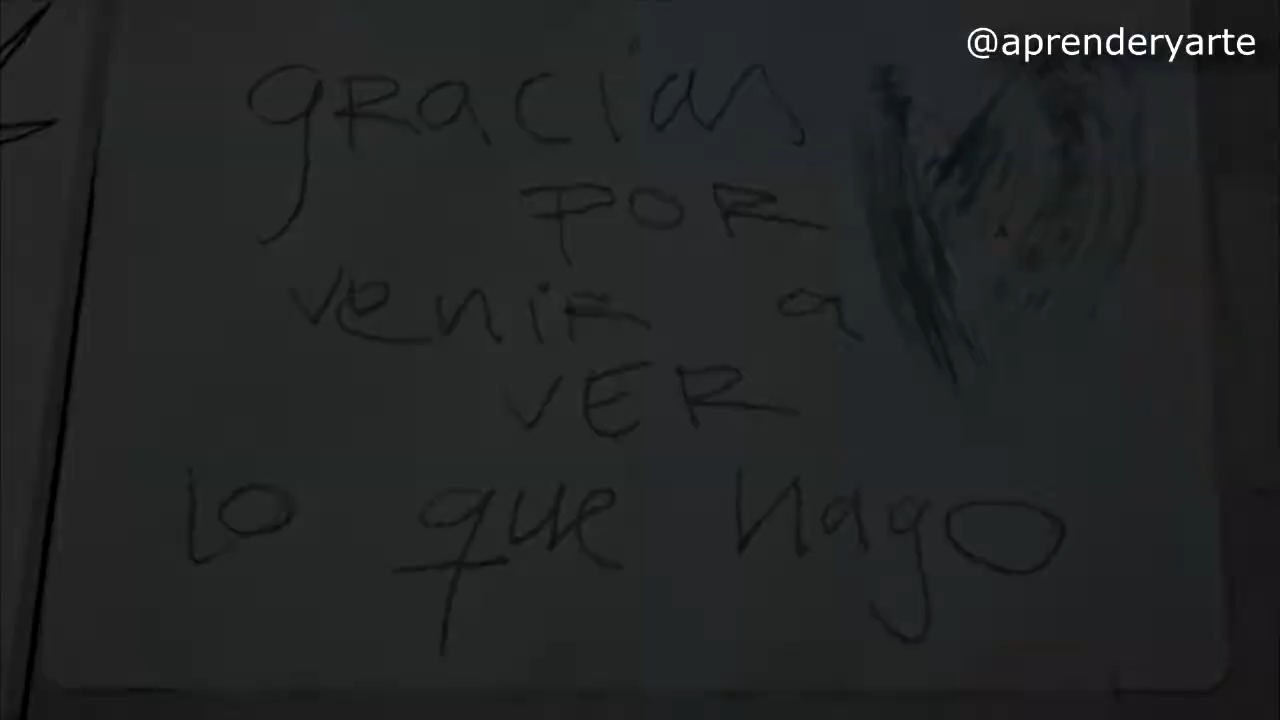 @aprenderyarte
gracias
POR
venir a
VER
lo que hago